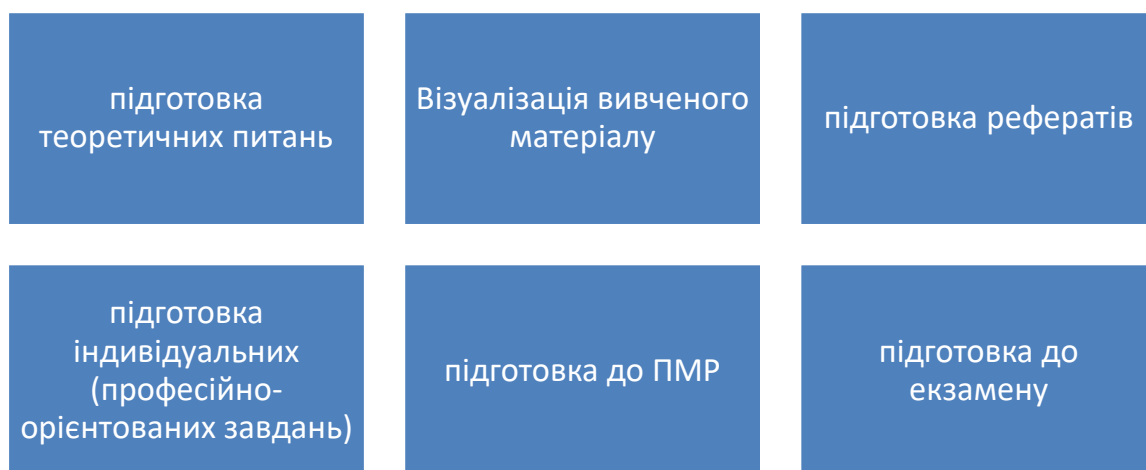 підготовка
теоретичних питань
Візуалізація вивченого
матеріалу
підготовка рефератів
підготовка
індивідуальних
(професійно-
орієнтованих завдань)
підготовка до ПМР
підготовка до
екзамену